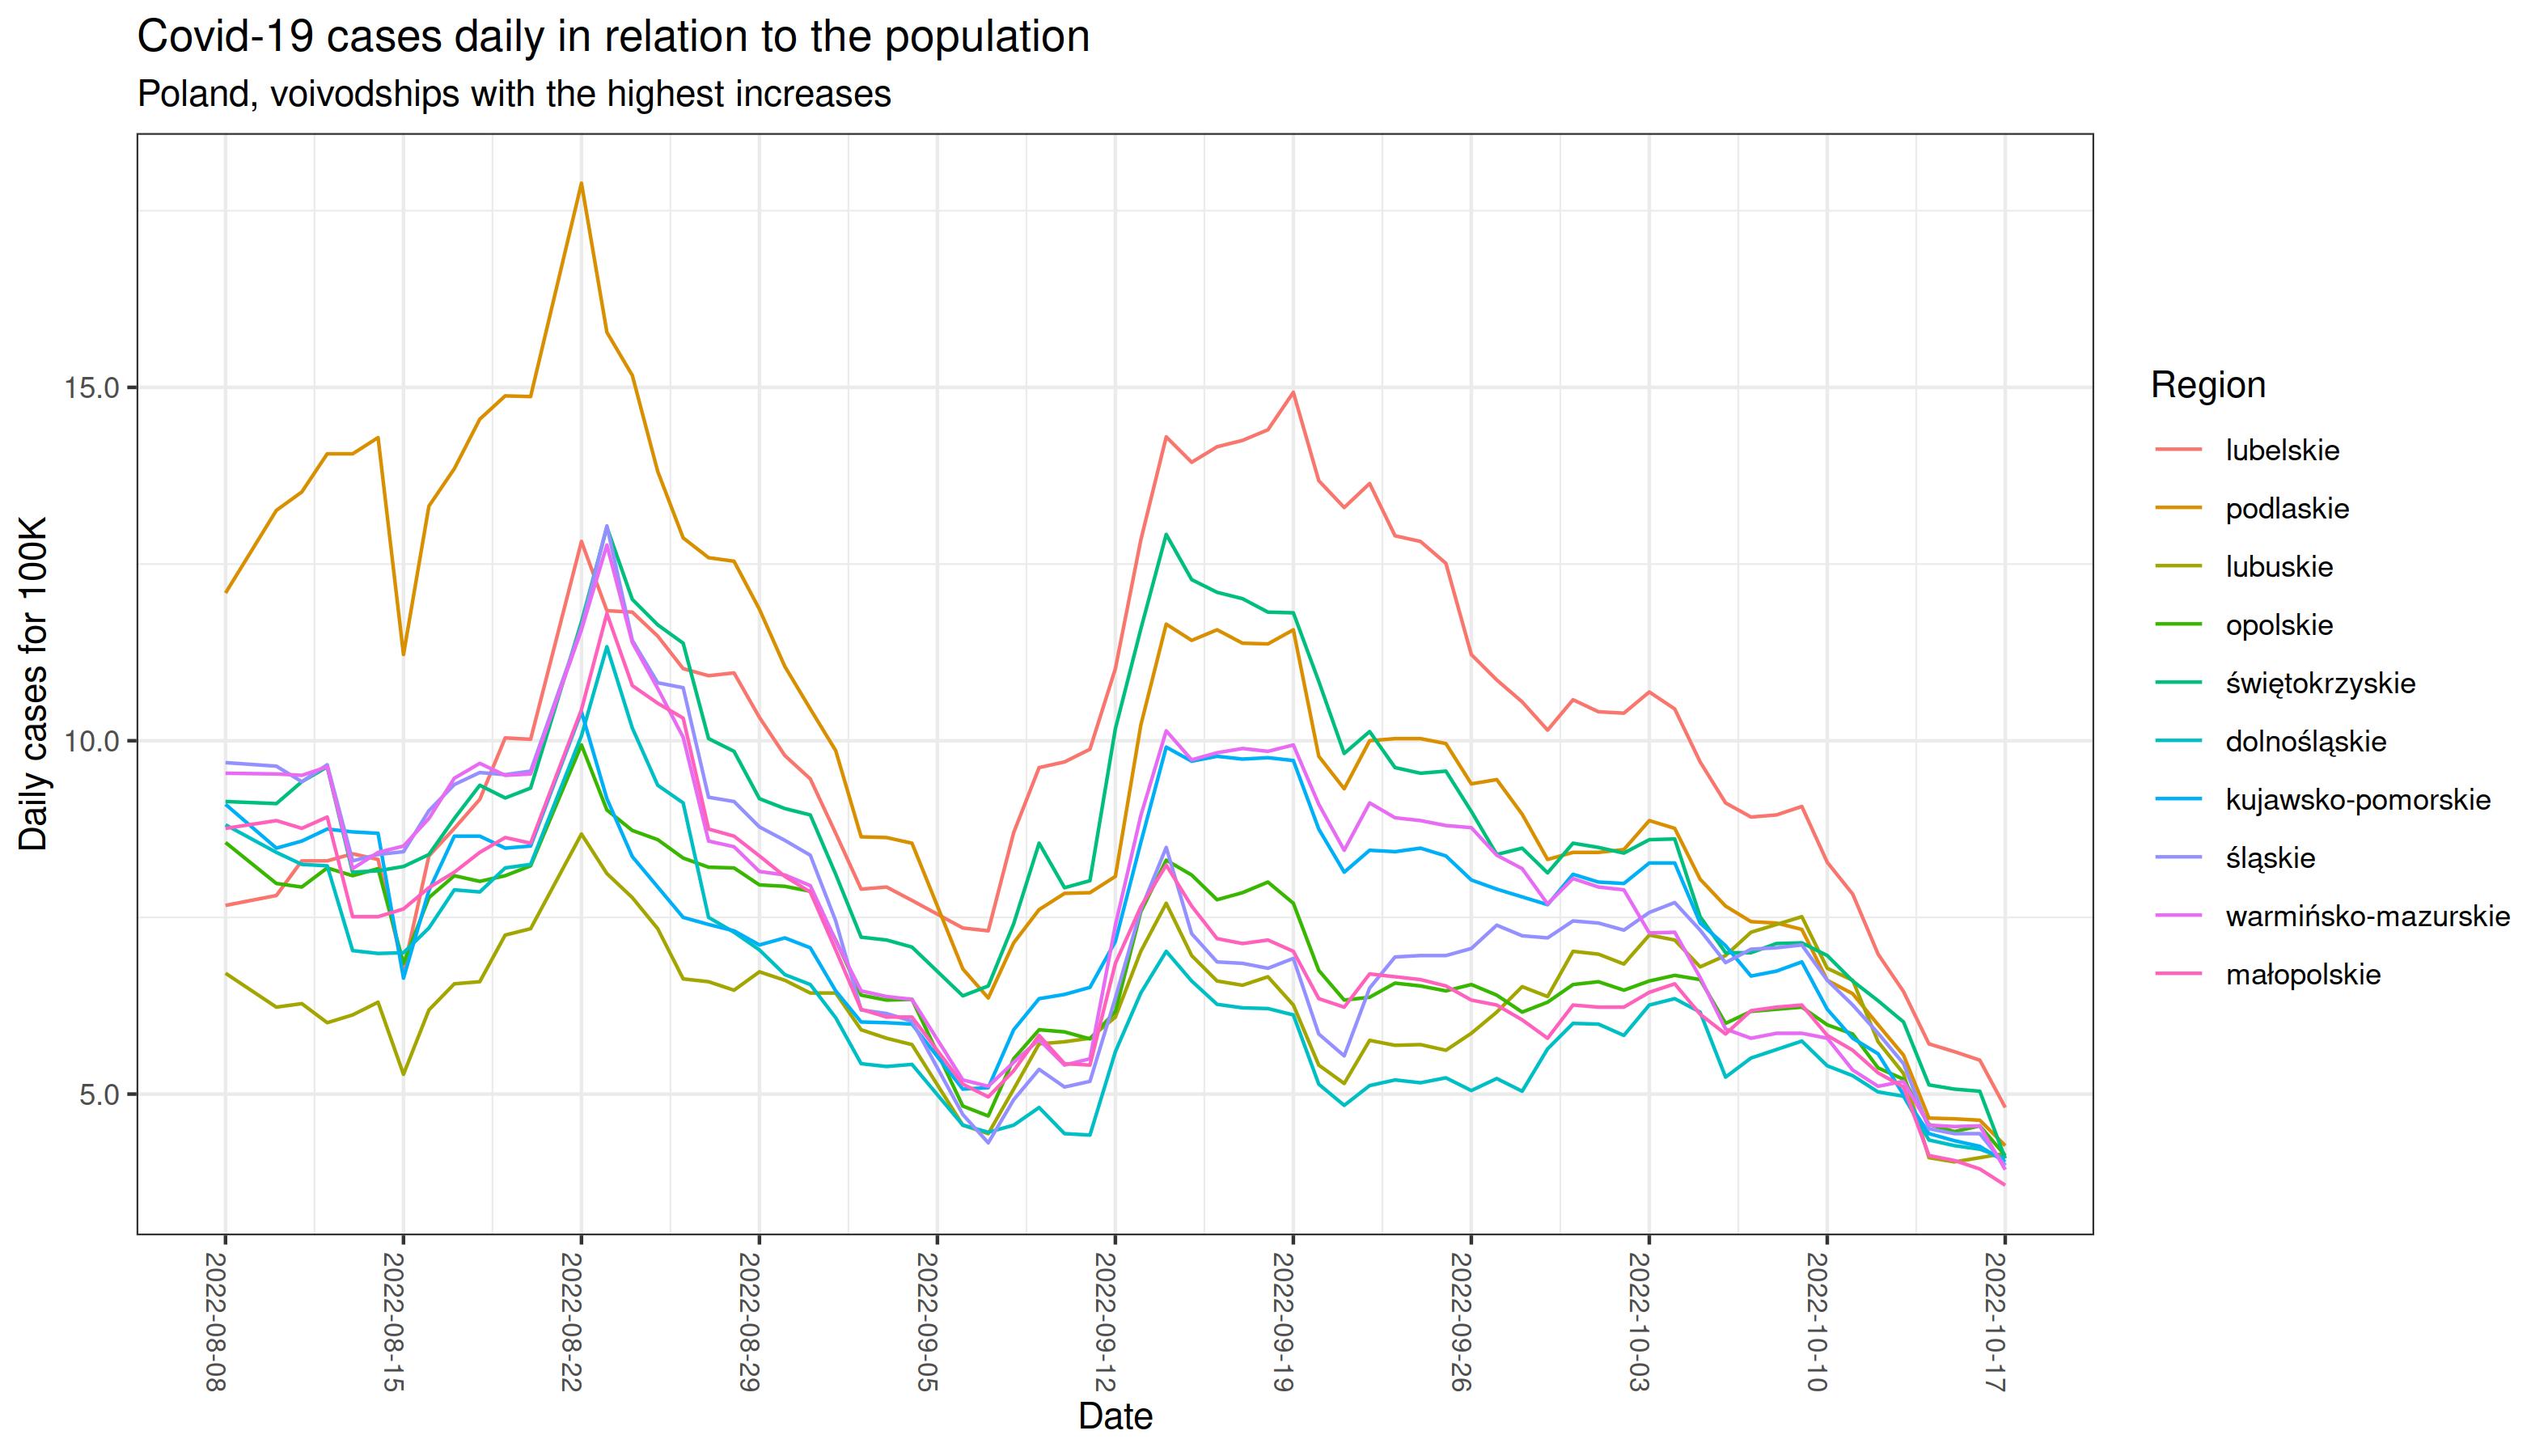 Covid-19 cases daily in relation to the population
Poland, voivodships with the highest increases
Daily cases for 100K
15.0
10.0
5.0
2022-08-08
2022-08-15
2022-08-22
2022-08-29
2022-09-05
2022-09-12
2022-09-19
2022-09-26
2022-10-03
2022-10-10
2022-10-17
Date
Region
lubelskie
podlaskie
lubuskie
opolskie
świętokrzyskie
dolnośląskie
kujawsko-pomorskie
śląskie
warmińsko-mazurskie
małopolskie